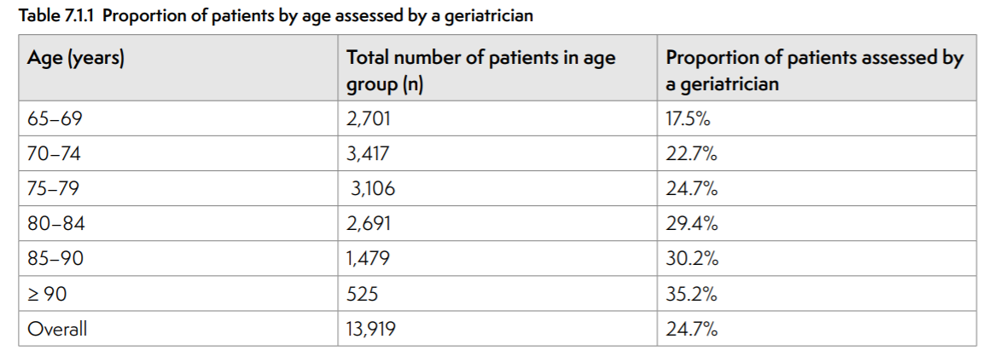 Table 7.1.1 Proportion of patients by age assessed by a geriatrician
Age (years) Total number of patients in age group (n) Proportion of patients assessed by a geriatrician
65–69 2,701 17.5%
70–74 3,417 22.7%
75–79 3,106 24.7%
80–84 2,691 29.4%
85–90 1,479 30.2%
≥ 90 525 35.2%
Overall 13,919 24.7%